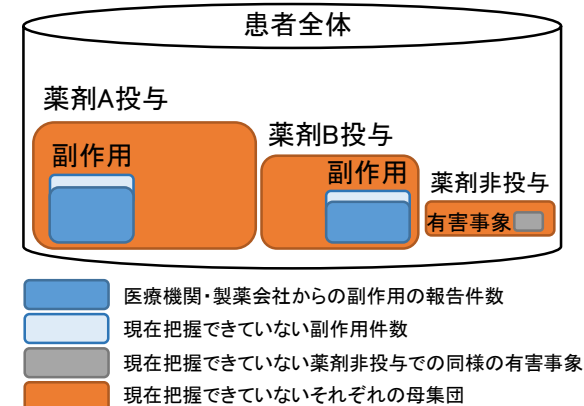 患者全体
薬剤A投与
副作用
薬剤B投与
副作用
薬剤非投与
有害事象
医療機関・製薬会社からの副作用の報告件数
現在把握できていない副作用件数
現在把握できていない薬剤非投与での同様の有害事象
現在把握できていないそれぞれの母集団